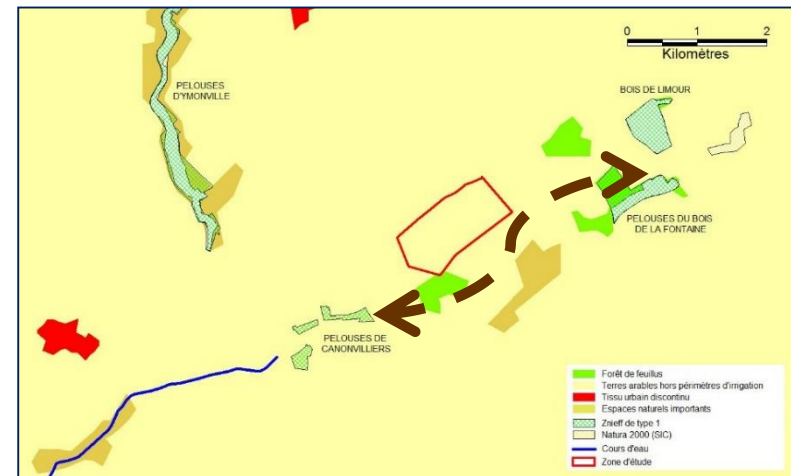 0 1 2
Kilomètres
PELOUSES
D'YMONVILLE
BOIS DE LIMOUR
PELOUSES DU BOIS
DE LA FONTAINE
PELOUSES DE
CANONVILLIERS
Forêt de feuillus
Terres arables hors périmètres d'irrigation
Tissu urbain discontinu
Espaces naturels importants
Znieff de type 1
Natura 2000 (SIC)
Cours d'eau
Zone d'étude